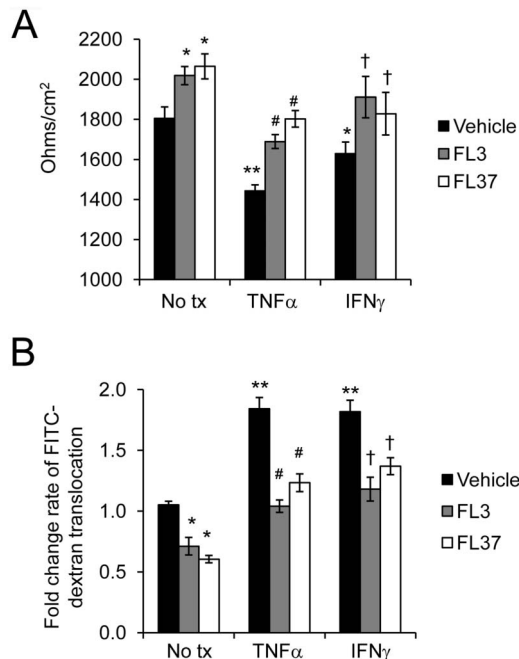 A
Ohms/cm²
2200
2000
1800
1600
1400
1200
1000
* *
** # #
* † †
No tx TNFα IFNγ
Vehicle
FL3
FL37
B
Fold change rate of FITC-
dextran translocation
2.0
1.5
1.0
0.5
0.0
* *
** # #
** † †
No tx TNFα IFNγ
Vehicle
FL3
FL37